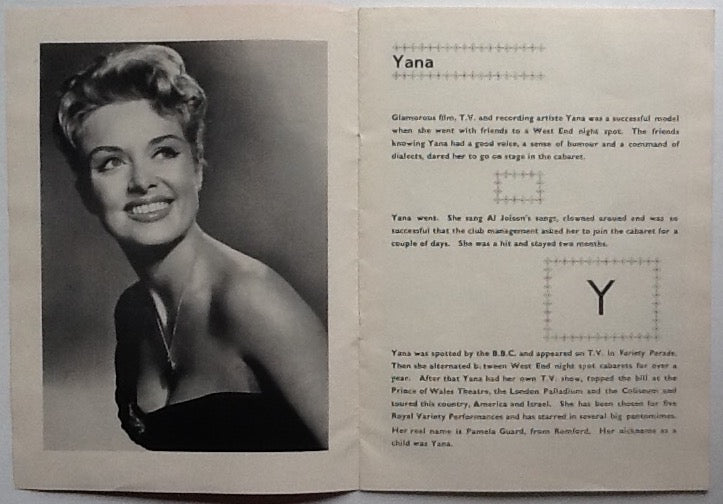 Yana
Glamorous film, T.V. and recording artiste Yana was a successful model
when she went with friends to a West End night spot. The friends
knowing Yana had a good voice, a sense of humour and a command of
dialects, dared her to go on stage in the cabaret.
Yana went. She sang Al Jolson's songs, clowned around and was so
successful that the club management asked her to join the cabaret for a
couple of days. She was a hit and stayed two months.
Y
Yana was spotted by the B.B.C. and appeared on T.V. in Variety Parade.
Then she alternated between West End night spot cabarets for over a
year. After that Yana had her own T.V. show, topped the bill at the
Prince of Wales Theatre, the London Palladium and the Coliseum and
toured this country, America and Israel. She has been chosen for five
Royal Variety Performances and has starred in several big pantomimes.
Her real name is Pamela Guard, from Romford. Her nickname as a
child was Yana.